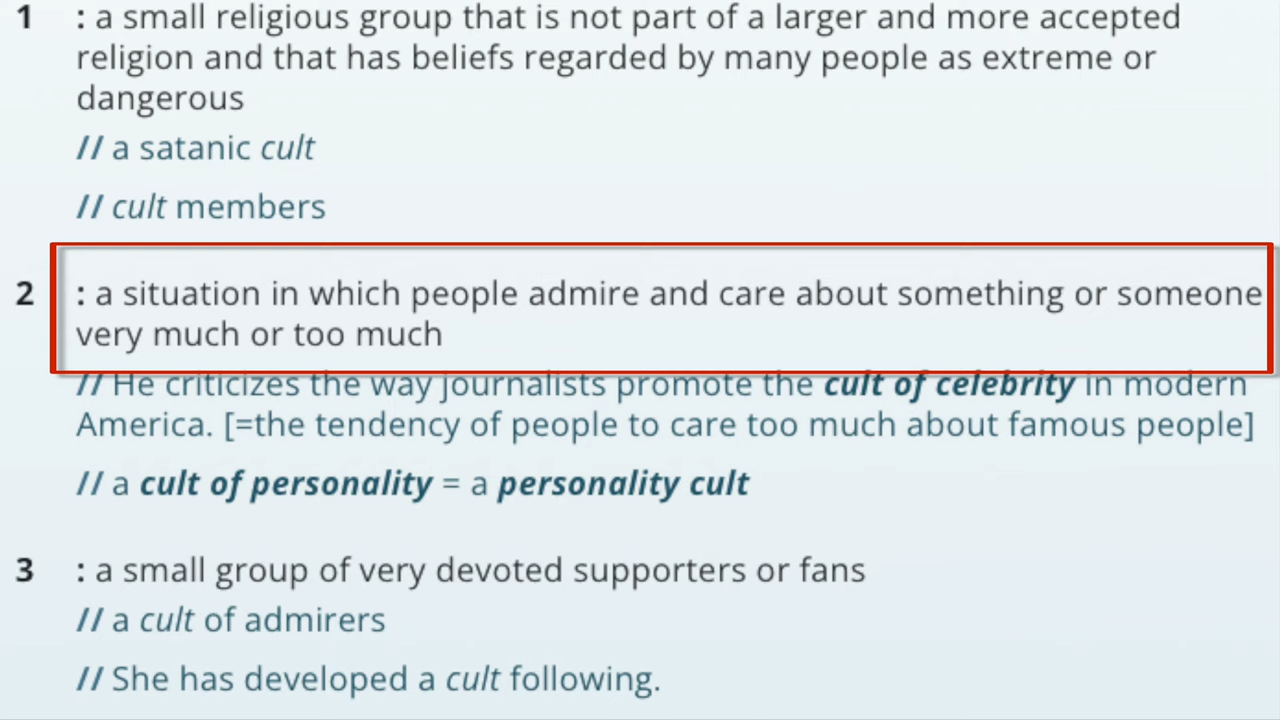 1 : a small religious group that is not part of a larger and more accepted
religion and that has beliefs regarded by many people as extreme or
dangerous
// a satanic cult
// cult members
2 : a situation in which people admire and care about something or someone
very much or too much
// He criticizes the way journalists promote the cult of celebrity in modern
America. [=the tendency of people to care too much about famous people]
// a cult of personality = a personality cult
3 : a small group of very devoted supporters or fans
// a cult of admirers
// She has developed a cult following.